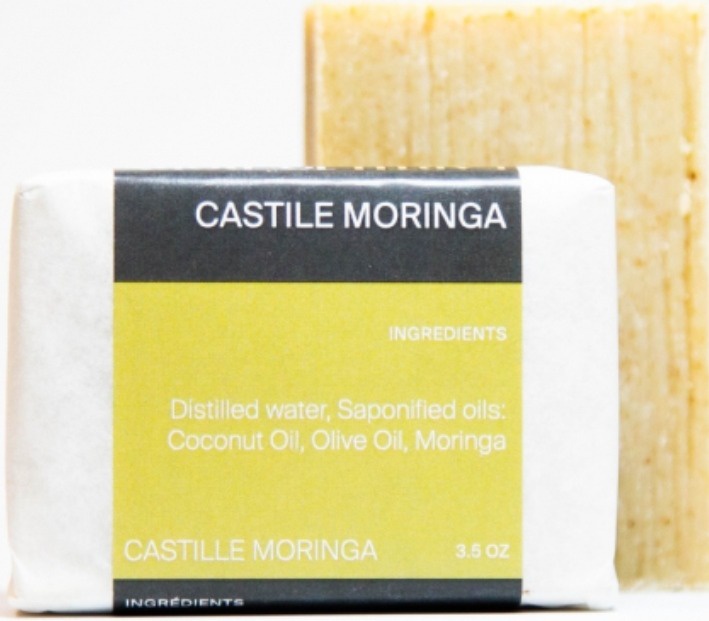 CASTILE MORINGA
INGREDIENTS
Distilled water, Saponified oils:
Coconut Oil, Olive Oil, Moringa
CASTILLE MORINGA
3.5 OZ
INGRÉDIENTS